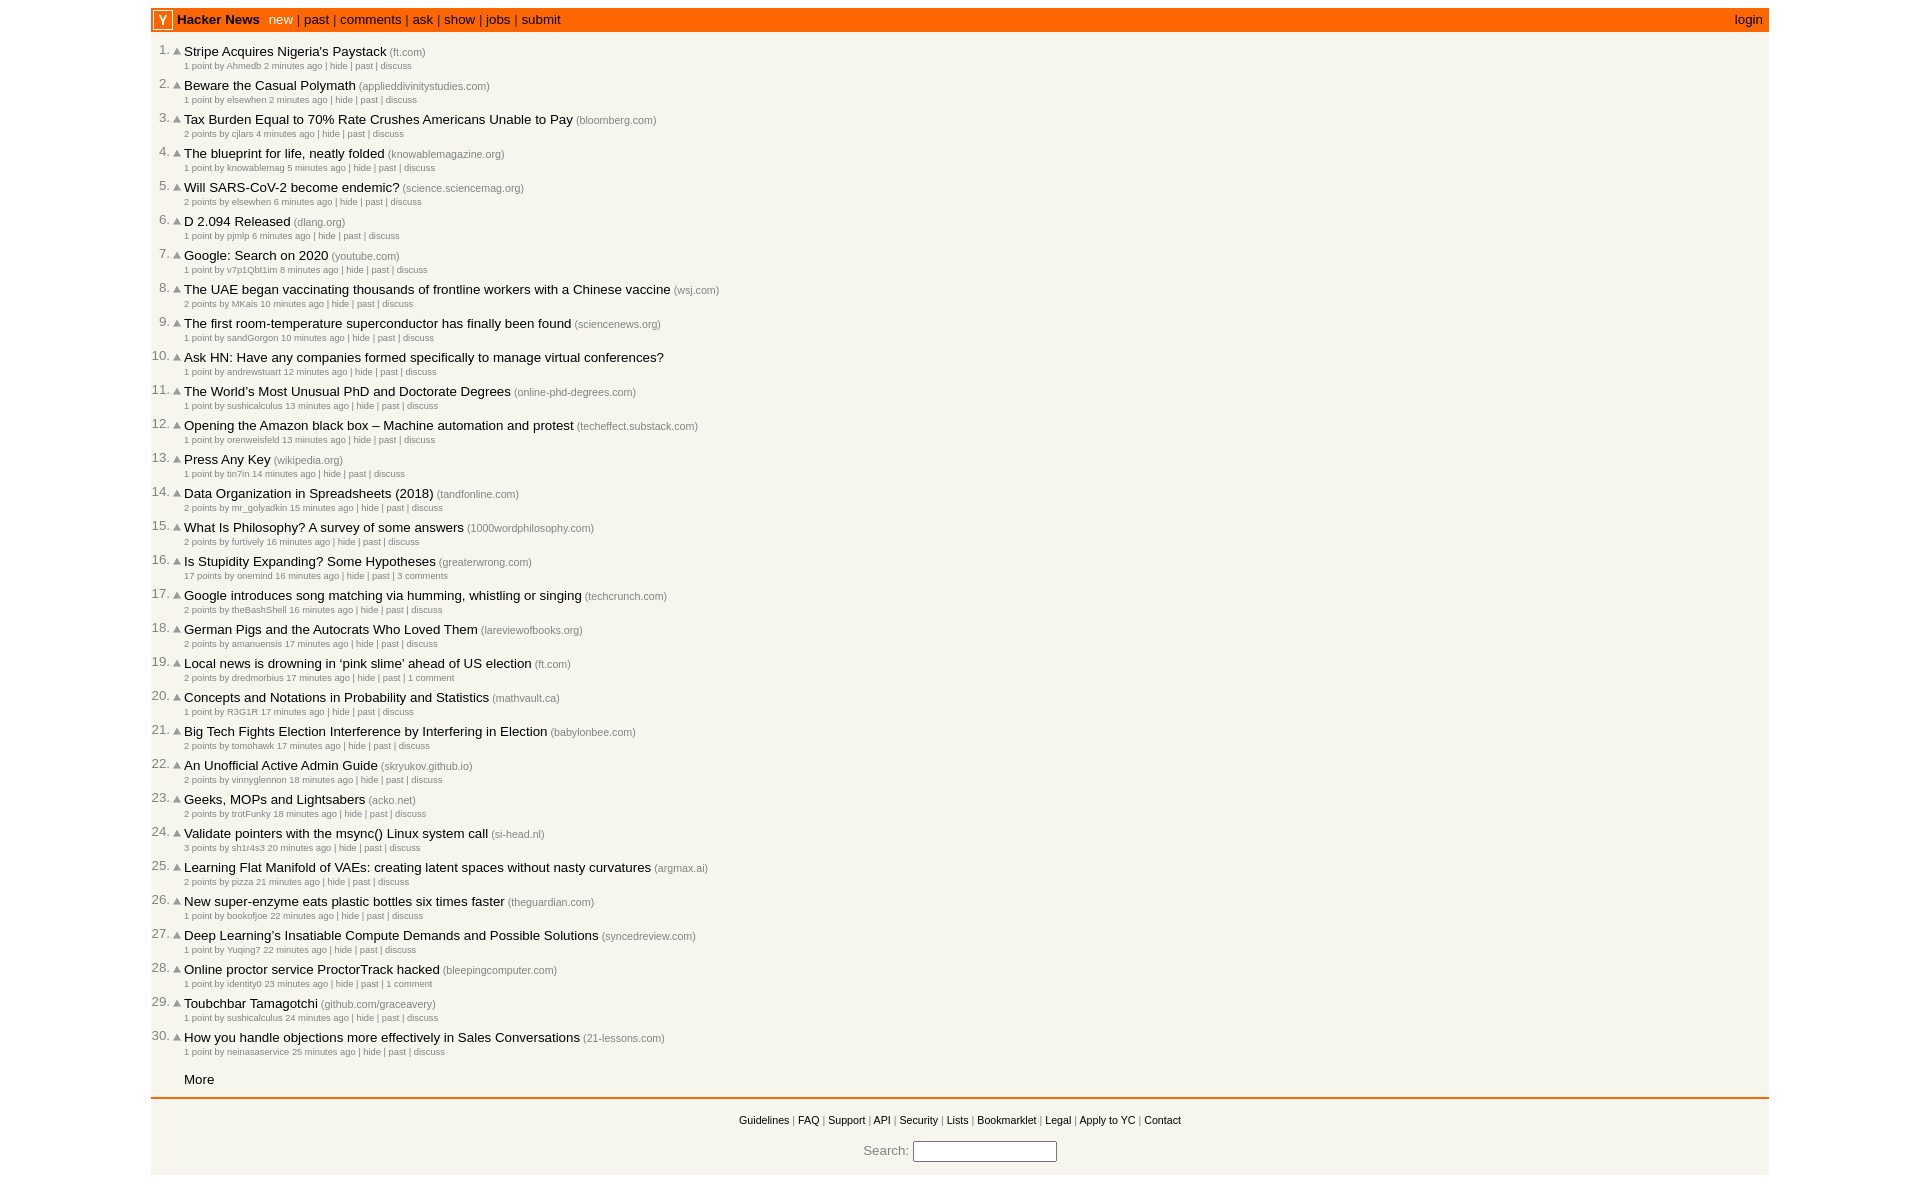 Y Hacker News new | past | comments | ask | show | jobs | submit login
1. Stripe Acquires Nigeria's Paystack (ft.com)
1 point by Ahmedb 2 minutes ago | hide | past | discuss
2. Beware the Casual Polymath (applieddivinitystudies.com)
1 point by elsewhen 2 minutes ago | hide | past | discuss
3. Tax Burden Equal to 70% Rate Crushes Americans Unable to Pay (bloomberg.com)
2 points by cjlars 4 minutes ago | hide | past | discuss
4. The blueprint for life, neatly folded (knowablemagazine.org)
1 point by knowablemag 5 minutes ago | hide | past | discuss
5. Will SARS-CoV-2 become endemic? (science.sciencemag.org)
2 points by elsewhen 6 minutes ago | hide | past | discuss
6. D 2.094 Released (dlang.org)
1 point by pjmlp 6 minutes ago | hide | past | discuss
7. Google: Search on 2020 (youtube.com)
1 point by v7p1Qbt1im 8 minutes ago | hide | past | discuss
8. The UAE began vaccinating thousands of frontline workers with a Chinese vaccine (wsj.com)
2 points by MKais 10 minutes ago | hide | past | discuss
9. The first room-temperature superconductor has finally been found (sciencenews.org)
1 point by sandGorgon 10 minutes ago | hide | past | discuss
10. Ask HN: Have any companies formed specifically to manage virtual conferences?
1 point by andrewstuart 12 minutes ago | hide | past | discuss
11. The World’s Most Unusual PhD and Doctorate Degrees (online-phd-degrees.com)
1 point by sushicalculus 13 minutes ago | hide | past | discuss
12. Opening the Amazon black box – Machine automation and protest (techeffect.substack.com)
1 point by orenweisfeld 13 minutes ago | hide | past | discuss
13. Press Any Key (wikipedia.org)
1 point by tin7in 14 minutes ago | hide | past | discuss
14. Data Organization in Spreadsheets (2018) (tandfonline.com)
2 points by mr_golyadkin 15 minutes ago | hide | past | discuss
15. What Is Philosophy? A survey of some answers (1000wordphilosophy.com)
2 points by furtively 16 minutes ago | hide | past | discuss
16. Is Stupidity Expanding? Some Hypotheses (greaterwrong.com)
17 points by onemind 16 minutes ago | hide | past | 3 comments
17. Google introduces song matching via humming, whistling or singing (techcrunch.com)
2 points by theBashShell 16 minutes ago | hide | past | discuss
18. German Pigs and the Autocrats Who Loved Them (lareviewofbooks.org)
2 points by amanuensis 17 minutes ago | hide | past | discuss
19. Local news is drowning in ‘pink slime’ ahead of US election (ft.com)
2 points by dredmorbius 17 minutes ago | hide | past | 1 comment
20. Concepts and Notations in Probability and Statistics (mathvault.ca)
1 point by R3G1R 17 minutes ago | hide | past | discuss
21. Big Tech Fights Election Interference by Interfering in Election (babylonbee.com)
2 points by tomohawk 17 minutes ago | hide | past | discuss
22. An Unofficial Active Admin Guide (skryukov.github.io)
2 points by vinnyglennon 18 minutes ago | hide | past | discuss
23. Geeks, MOPs and Lightsabers (acko.net)
2 points by trotFunky 18 minutes ago | hide | past | discuss
24. Validate pointers with the msync() Linux system call (si-head.nl)
3 points by sh1r4s3 20 minutes ago | hide | past | discuss
25. Learning Flat Manifold of VAEs: creating latent spaces without nasty curvatures (argmax.ai)
2 points by pizza 21 minutes ago | hide | past | discuss
26. New super-enzyme eats plastic bottles six times faster (theguardian.com)
1 point by bookofjoe 22 minutes ago | hide | past | discuss
27. Deep Learning’s Insatiable Compute Demands and Possible Solutions (syncedreview.com)
1 point by Yuqing7 22 minutes ago | hide | past | discuss
28. Online proctor service ProctorTrack hacked (bleepingcomputer.com)
1 point by identity0 23 minutes ago | hide | past | 1 comment
29. Toubchbar Tamagotchi (github.com/graceavery)
1 point by sushicalculus 24 minutes ago | hide | past | discuss
30. How you handle objections more effectively in Sales Conversations (21-lessons.com)
1 point by neinasaservice 25 minutes ago | hide | past | discuss
More
Guidelines | FAQ | Support | API | Security | Lists | Bookmarklet | Legal | Apply to YC | Contact
Search: